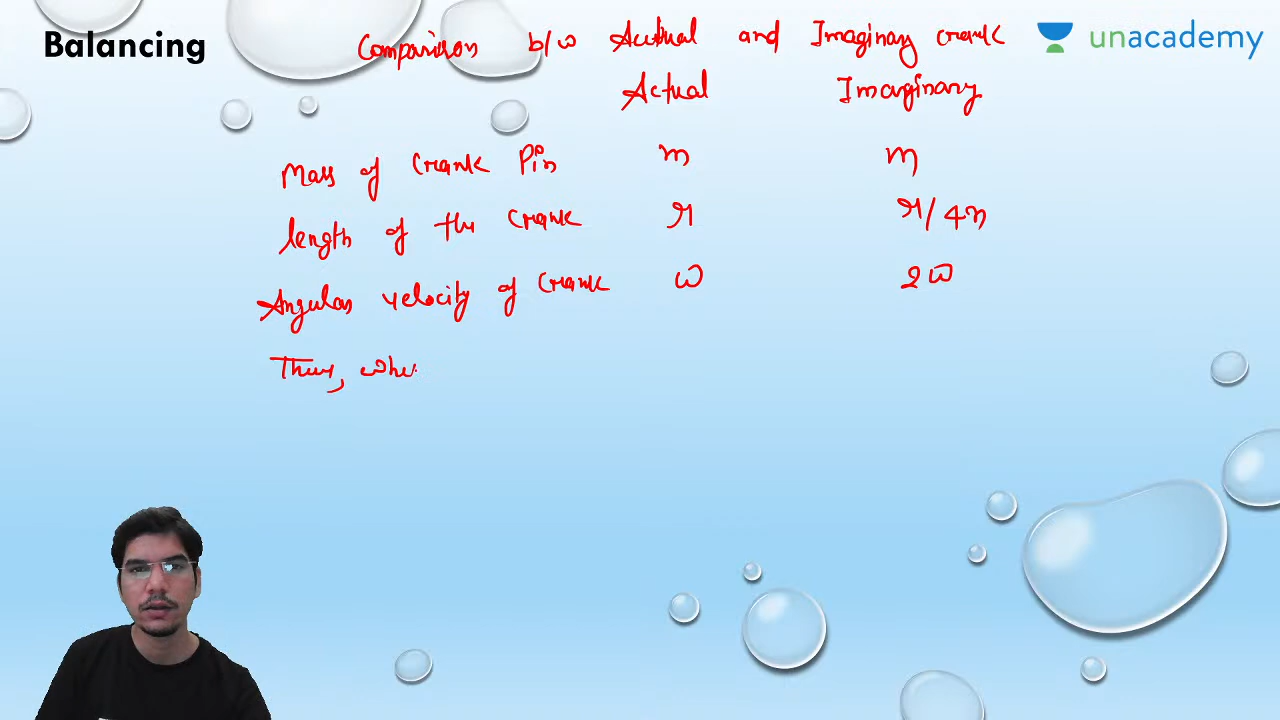 Balancing
Comparison b/w Actual and Imaginary crank
unacademy
Actual Imaginary
Mass of Crank Pin m m
length of the Crank r r/4n
Angular velocity of Crank ω 2ω
Thus, whe